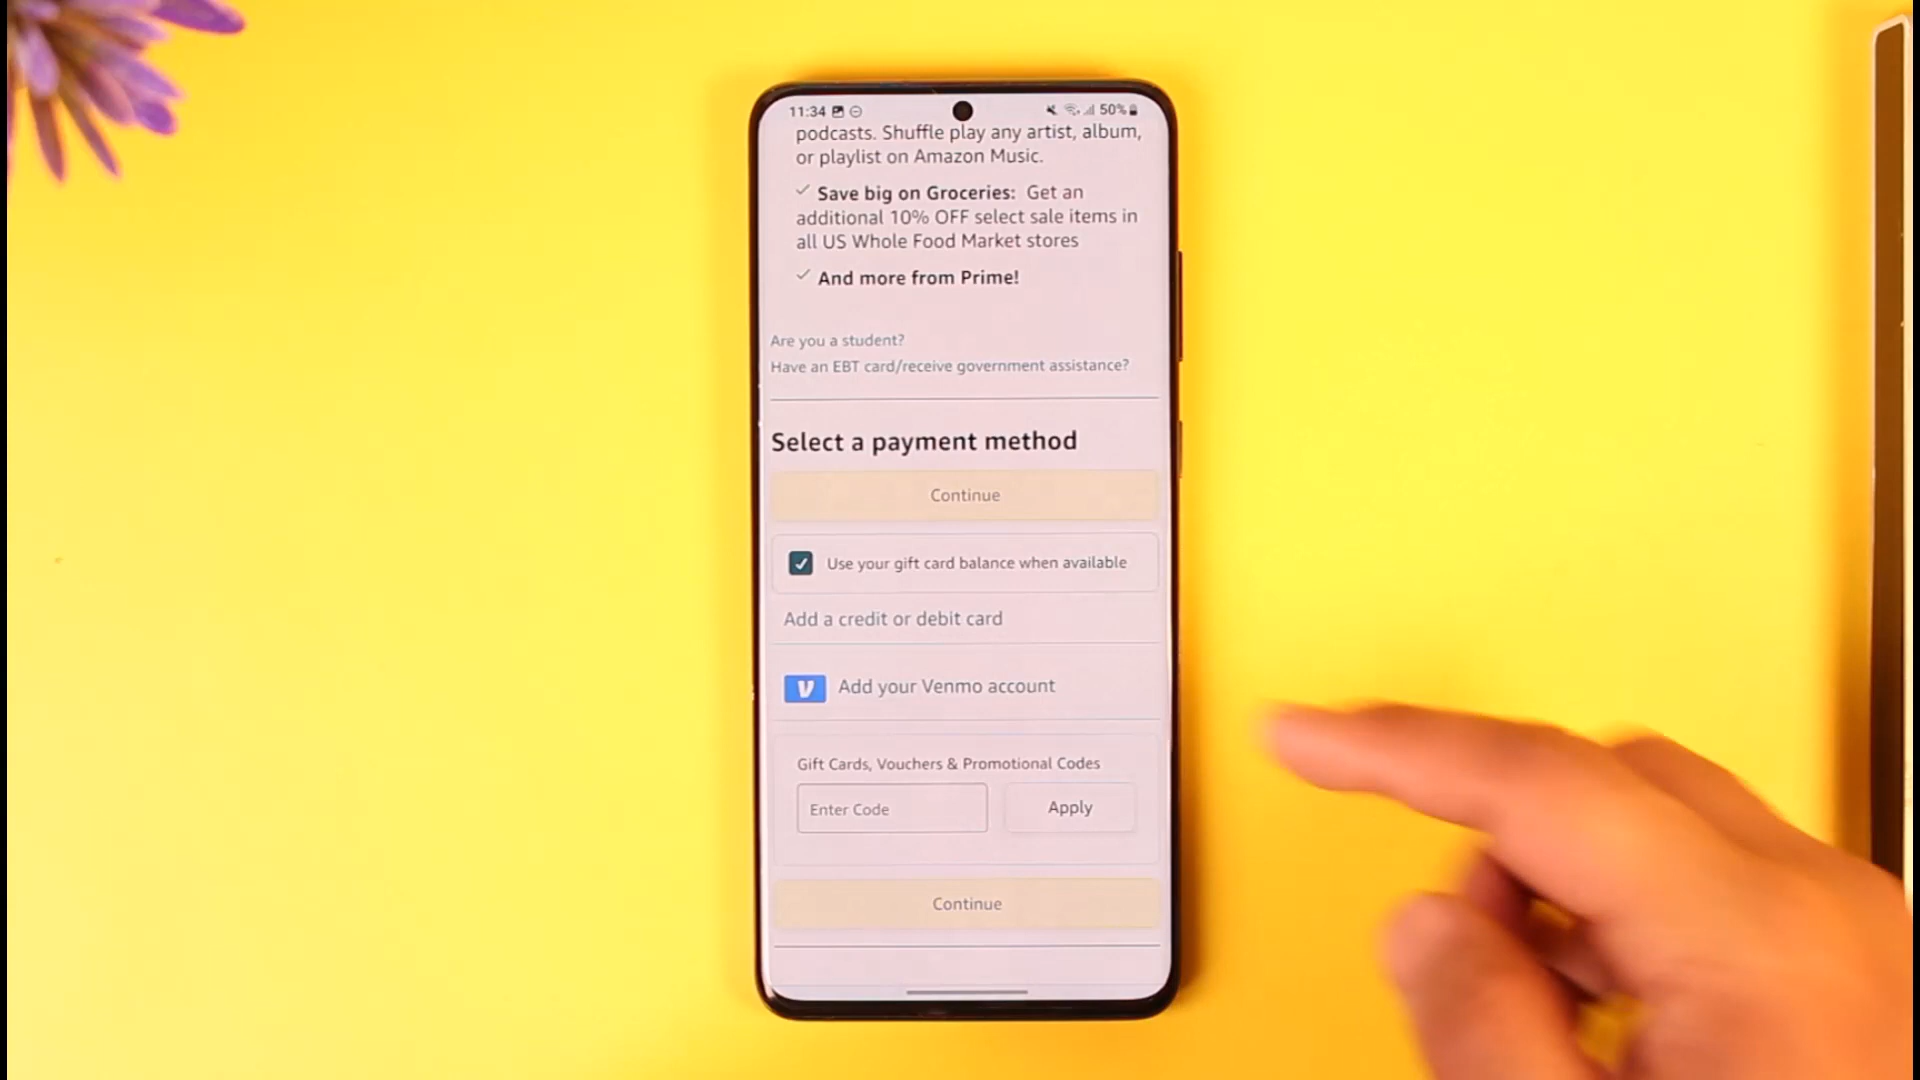 11:34 50%
podcasts. Shuffle play any artist, album,
or playlist on Amazon Music.
Save big on Groceries: Get an
additional 10% OFF select sale items in
all US Whole Food Market stores
And more from Prime!
Are you a student?
Have an EBT card/receive government assistance?
Select a payment method
Continue
Use your gift card balance when available
Add a credit or debit card
V Add your Venmo account
Gift Cards, Vouchers & Promotional Codes
Enter Code Apply
Continue